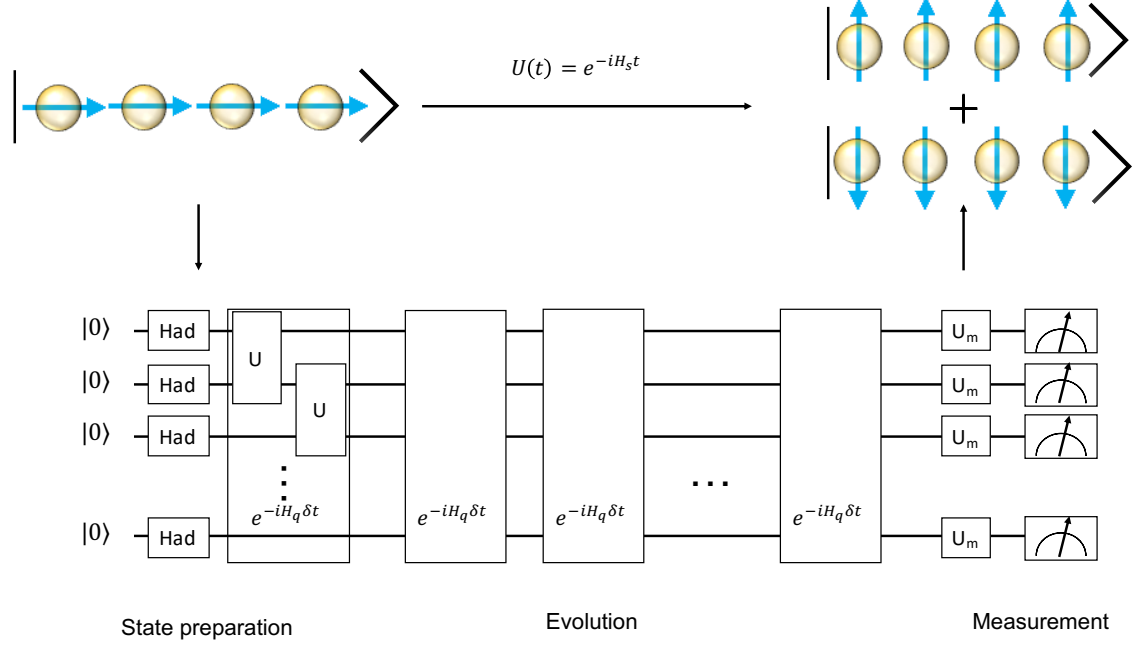 U(t) = e^{-iH_s t}
+
|0⟩ Had U U_m
|0⟩ Had U U_m
|0⟩ Had U_m
⋮
...
|0⟩ Had e^{-iH_q δt} e^{-iH_q δt} e^{-iH_q δt} e^{-iH_q δt} U_m
State preparation Evolution Measurement